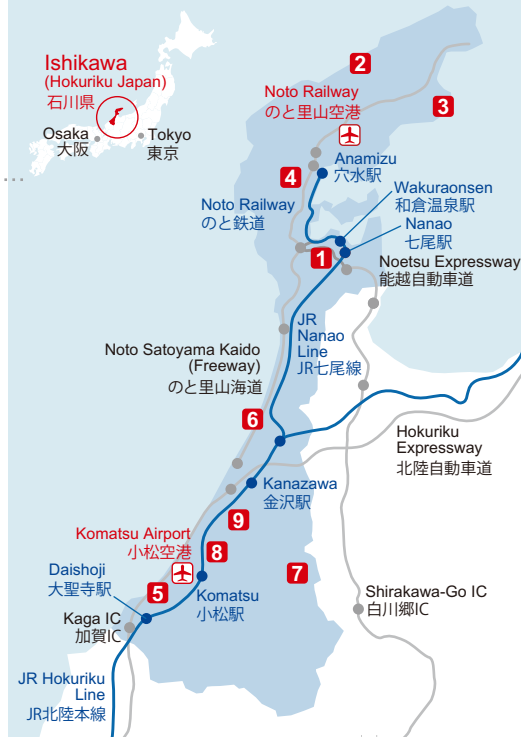 Ishikawa
(Hokuriku Japan)
石川県
Osaka
大阪
Tokyo
東京
...
2
Noto Railway
のと里山空港
3
Anamizu
穴水駅
4
Wakuraonsen
和倉温泉駅
Noto Railway
のと鉄道
Nanao
七尾駅
1
Noetsu Expressway
能越自動車道
JR
Nanao
Line
JR七尾線
Noto Satoyama Kaido
(Freeway)
のと里山海道
6
Hokuriku
Expressway
北陸自動車道
Kanazawa
金沢駅
9
Komatsu Airport
小松空港
8
7
Daishoji
大聖寺駅
5
Komatsu
小松駅
Shirakawa-Go IC
白川郷IC
Kaga IC
加賀IC
JR Hokuriku
Line
JR北陸本線